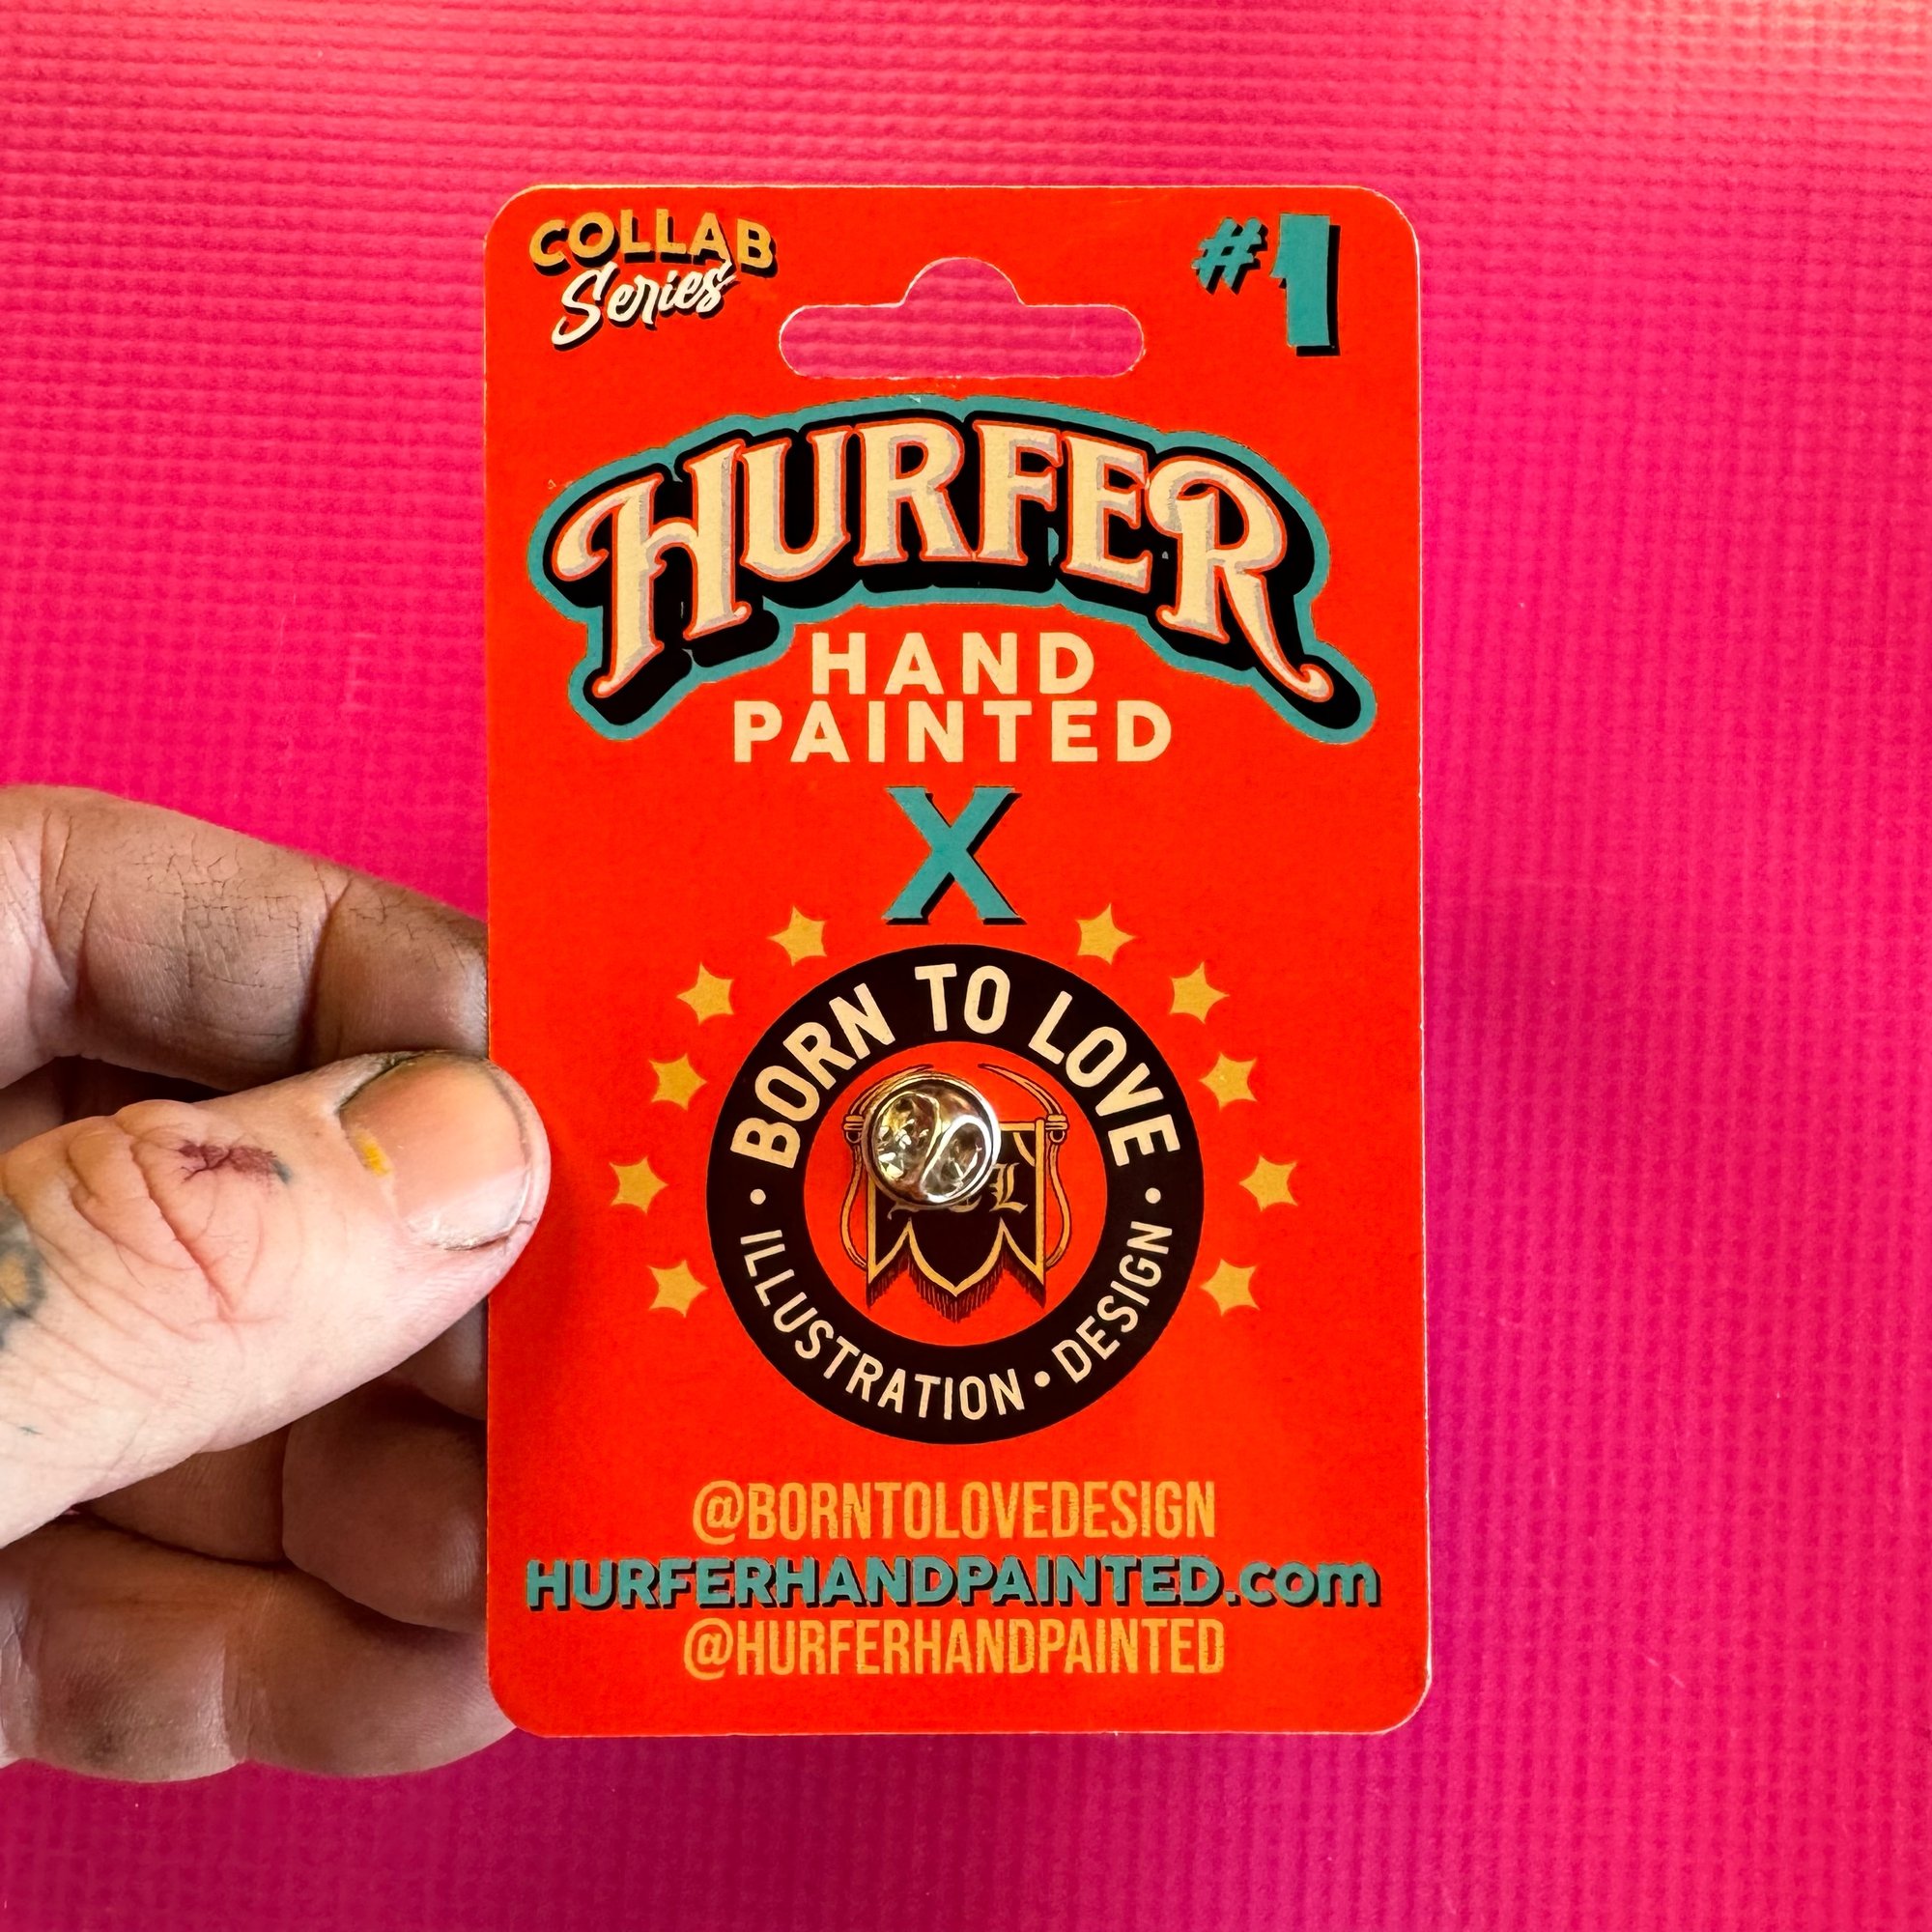 COLLAB
Series
#1
HURFER
HAND
PAINTED
X
BORN TO LOVE
• ILLUSTRATION • DESIGN •
@BORNTOLOVEDESIGN
HURFERHANDPAINTED.com
@HURFERHANDPAINTED